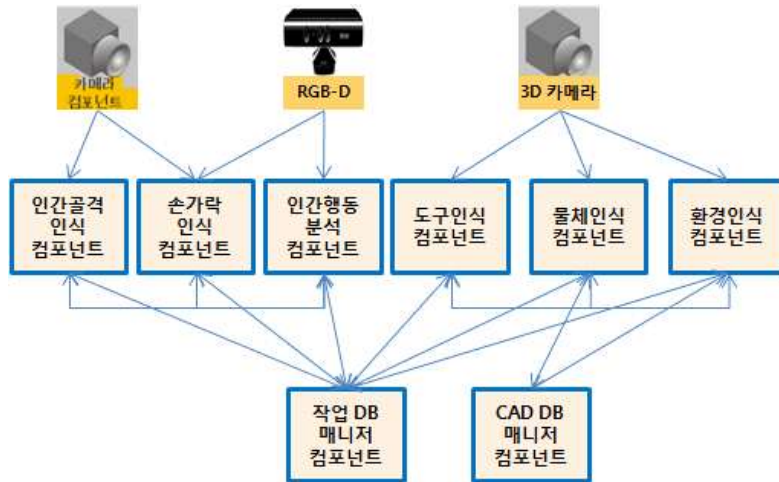 카메라
컴포넌트
RGB-D
3D 카메라
인간골격
인식
컴포넌트
손가락
인식
컴포넌트
인간행동
분석
컴포넌트
도구인식
컴포넌트
물체인식
컴포넌트
환경인식
컴포넌트
작업 DB
매니저
컴포넌트
CAD DB
매니저
컴포넌트